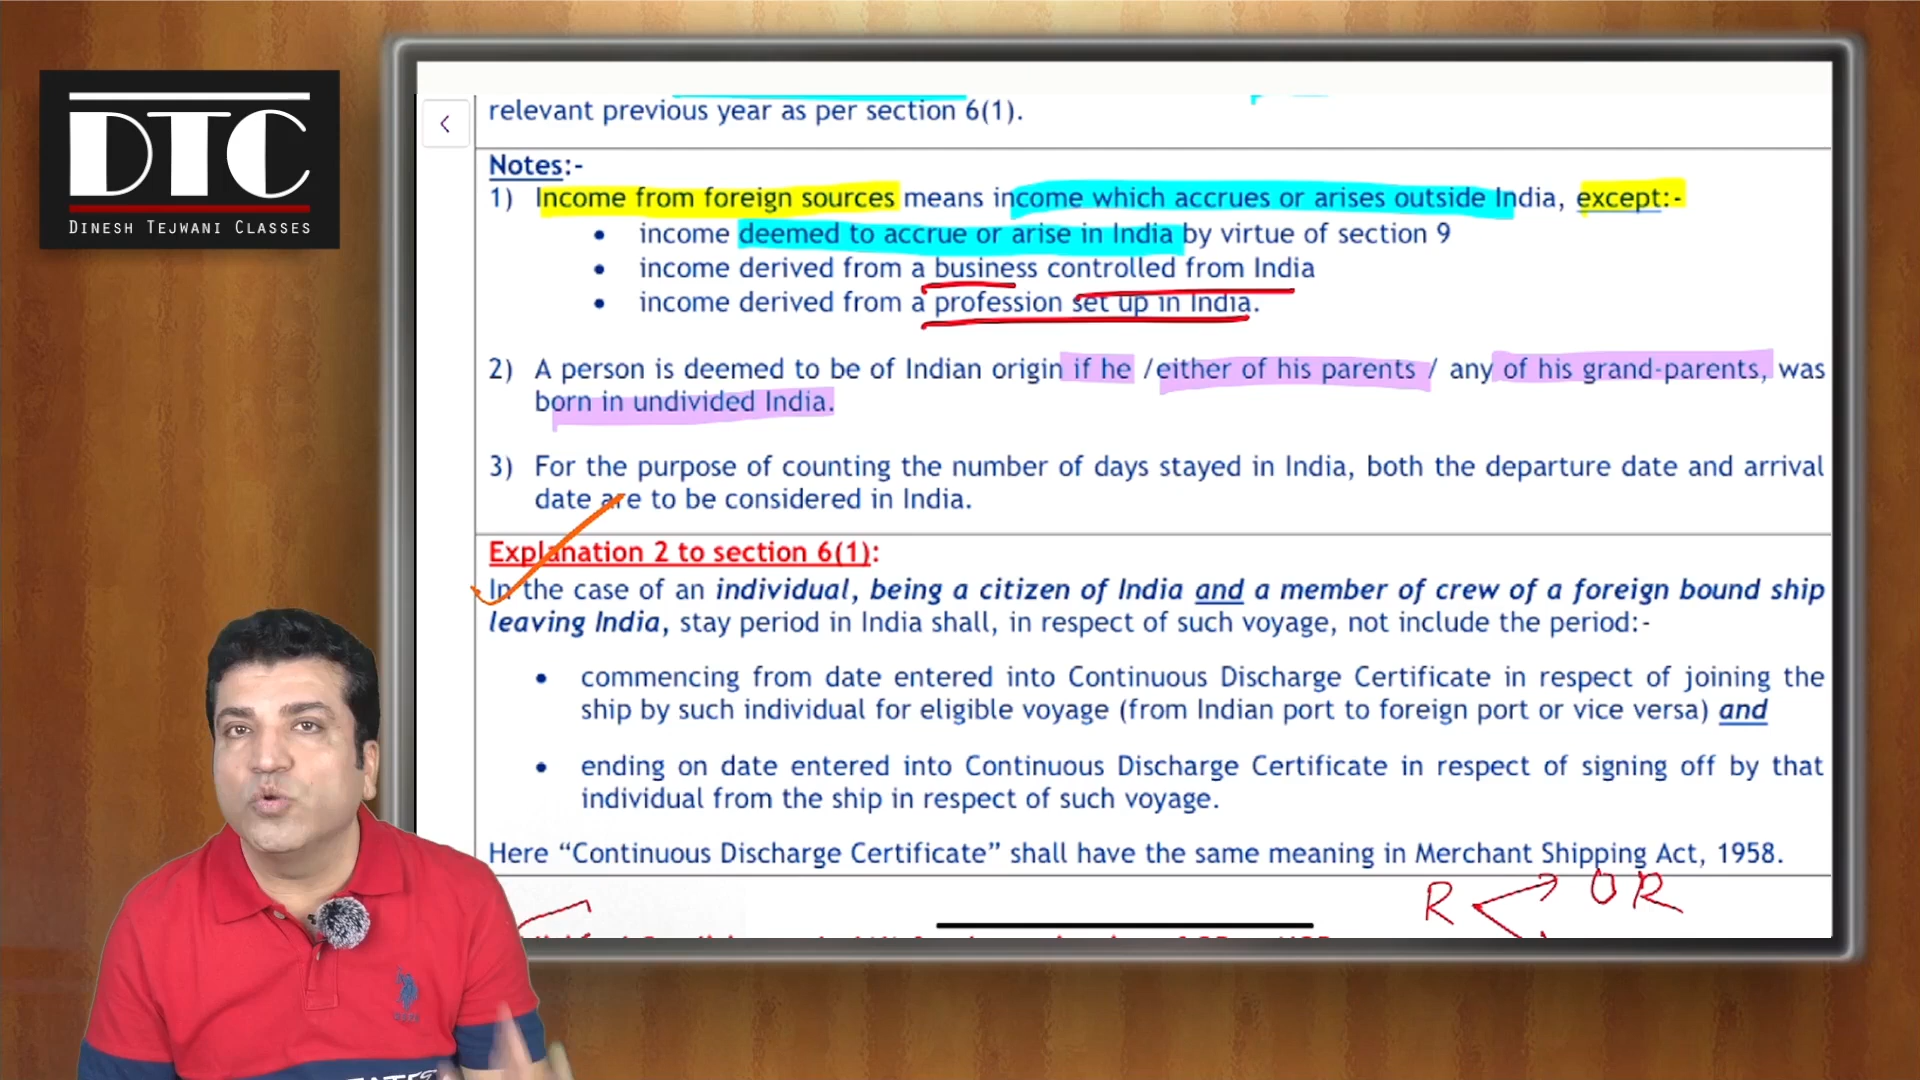 DTC
DINESH TEJWANI CLASSES
relevant previous year as per section 6(1).
Notes:-
1) Income from foreign sources means income which accrues or arises outside India, except:-
• income deemed to accrue or arise in India by virtue of section 9
• income derived from a business controlled from India
• income derived from a profession set up in India.
2) A person is deemed to be of Indian origin if he /either of his parents / any of his grand-parents, was
born in undivided India.
3) For the purpose of counting the number of days stayed in India, both the departure date and arrival
date are to be considered in India.
Explanation 2 to section 6(1):
In the case of an individual, being a citizen of India and a member of crew of a foreign bound ship
leaving India, stay period in India shall, in respect of such voyage, not include the period:-
• commencing from date entered into Continuous Discharge Certificate in respect of joining the
ship by such individual for eligible voyage (from Indian port to foreign port or vice versa) and
• ending on date entered into Continuous Discharge Certificate in respect of signing off by that
individual from the ship in respect of such voyage.
Here “Continuous Discharge Certificate” shall have the same meaning in Merchant Shipping Act, 1958.
R OR